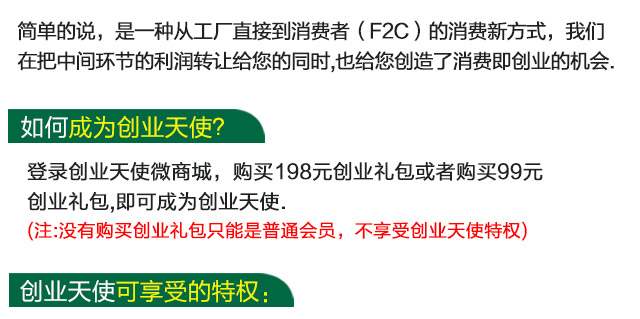 简单的说，是一种从工厂直接到消费者（F2C）的消费新方式，我们
在把中间环节的利润转让给您的同时,也给您创造了消费即创业的机会.
如何成为创业天使?
登录创业天使微商城，购买198元创业礼包或者购买99元
创业礼包,即可成为创业天使.
(注:没有购买创业礼包只能是普通会员，不享受创业天使特权)
创业天使可享受的特权：